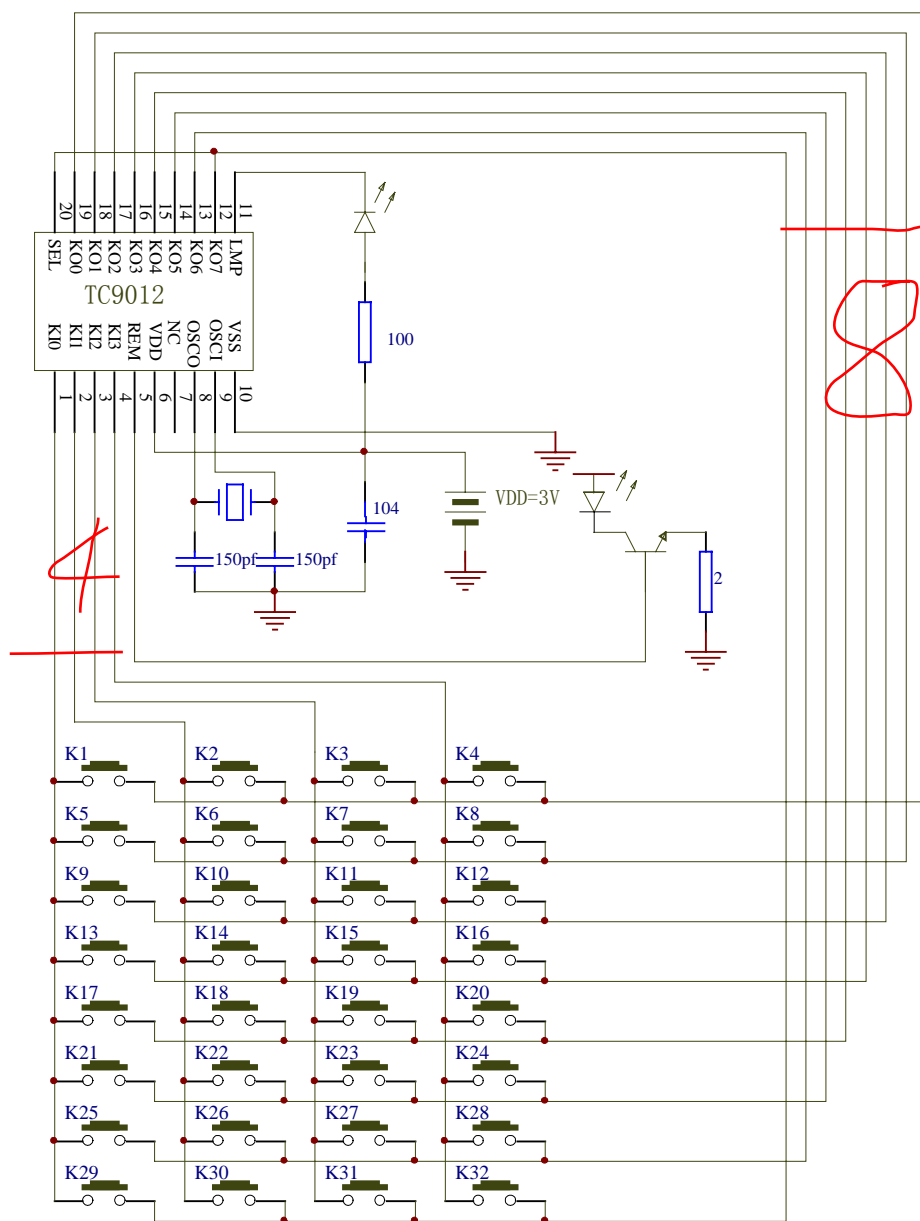 20 19 18 17 16 15 14 13 12 11
SEL KO0 KO1 KO2 KO3 KO4 KO5 KO6 KO7 LMP
TC9012
KI0 KI1 KI2 KI3 REM VDD NC OSCO OSCI VSS
1 2 3 4 5 6 7 8 9 10
100
8
VDD=3V
104
4
150pf 150pf
2
K1 K2 K3 K4
K5 K6 K7 K8
K9 K10 K11 K12
K13 K14 K15 K16
K17 K18 K19 K20
K21 K22 K23 K24
K25 K26 K27 K28
K29 K30 K31 K32